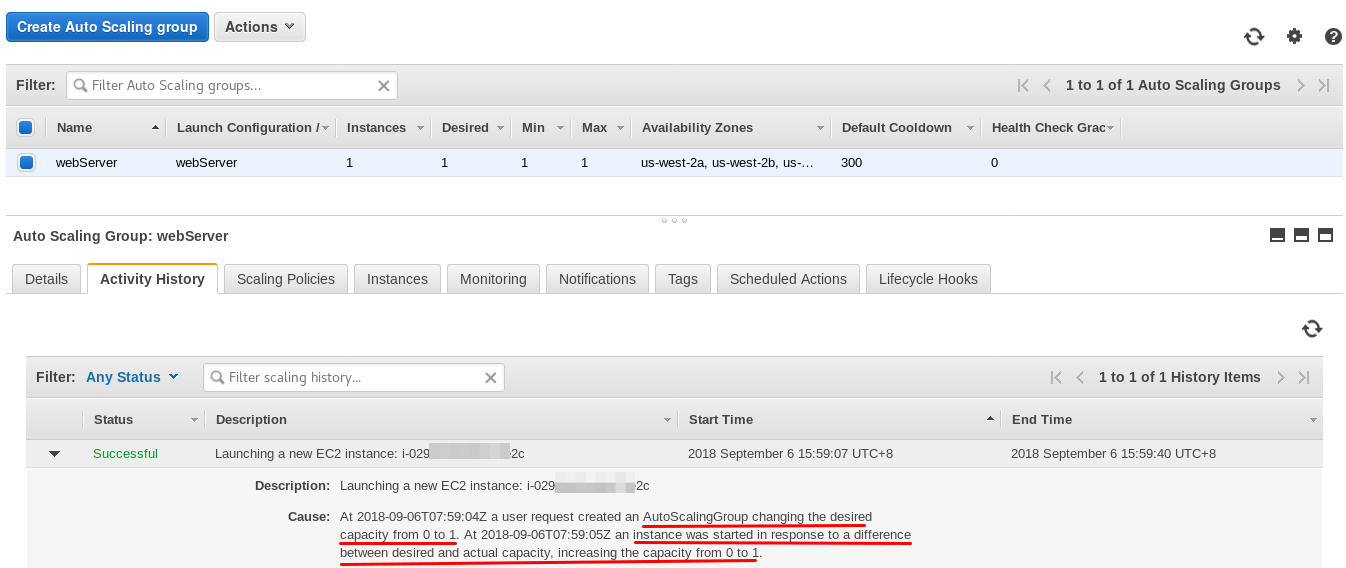 Create Auto Scaling group Actions
Filter: Filter Auto Scaling groups... 1 to 1 of 1 Auto Scaling Groups
Name Launch Configuration / Instances Desired Min Max Availability Zones Default Cooldown Health Check Grac
webServer webServer 1 1 1 1 us-west-2a, us-west-2b, us-... 300 0
Auto Scaling Group: webServer
Details Activity History Scaling Policies Instances Monitoring Notifications Tags Scheduled Actions Lifecycle Hooks
Filter: Any Status Filter scaling history... 1 to 1 of 1 History Items
Status Description Start Time End Time
Successful Launching a new EC2 instance: i-029 2c 2018 September 6 15:59:07 UTC+8 2018 September 6 15:59:40 UTC+8
Description: Launching a new EC2 instance: i-029 2c
Cause: At 2018-09-06T07:59:04Z a user request created an AutoScalingGroup changing the desired
capacity from 0 to 1. At 2018-09-06T07:59:05Z an instance was started in response to a difference
between desired and actual capacity, increasing the capacity from 0 to 1.